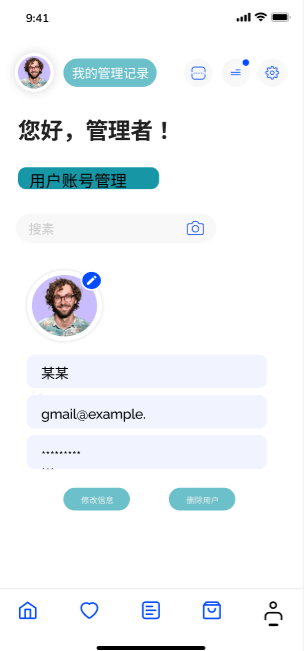 9:41
我的管理记录
您好，管理者！
用户账号管理
搜素
某某
gmail@example.
·········
···
修改信息
删除用户